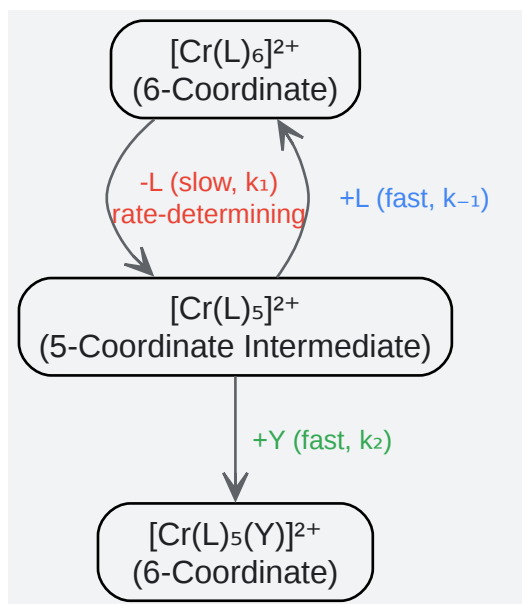 [Cr(L)₆]²⁺
(6-Coordinate)
-L (slow, k₁)
rate-determining
+L (fast, k₋₁)
[Cr(L)₅]²⁺
(5-Coordinate Intermediate)
+Y (fast, k₂)
[Cr(L)₅(Y)]²⁺
(6-Coordinate)